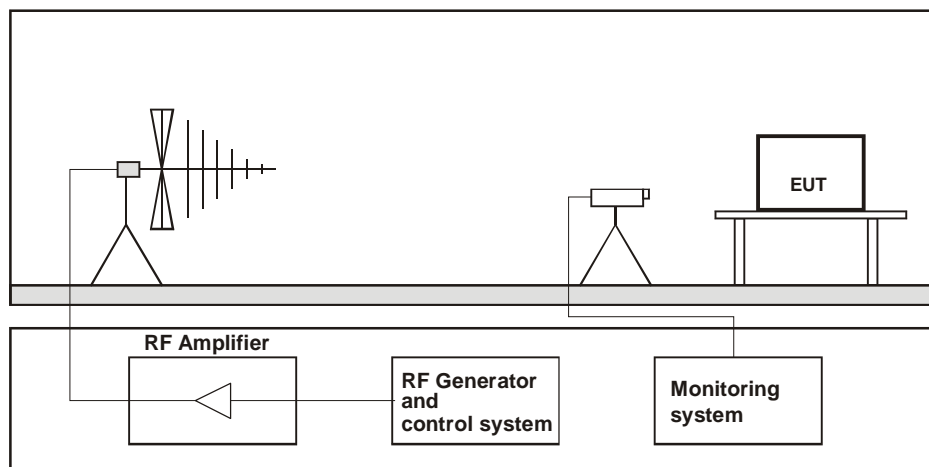 EUT
RF Amplifier
RF Generator
and
control system
Monitoring
system